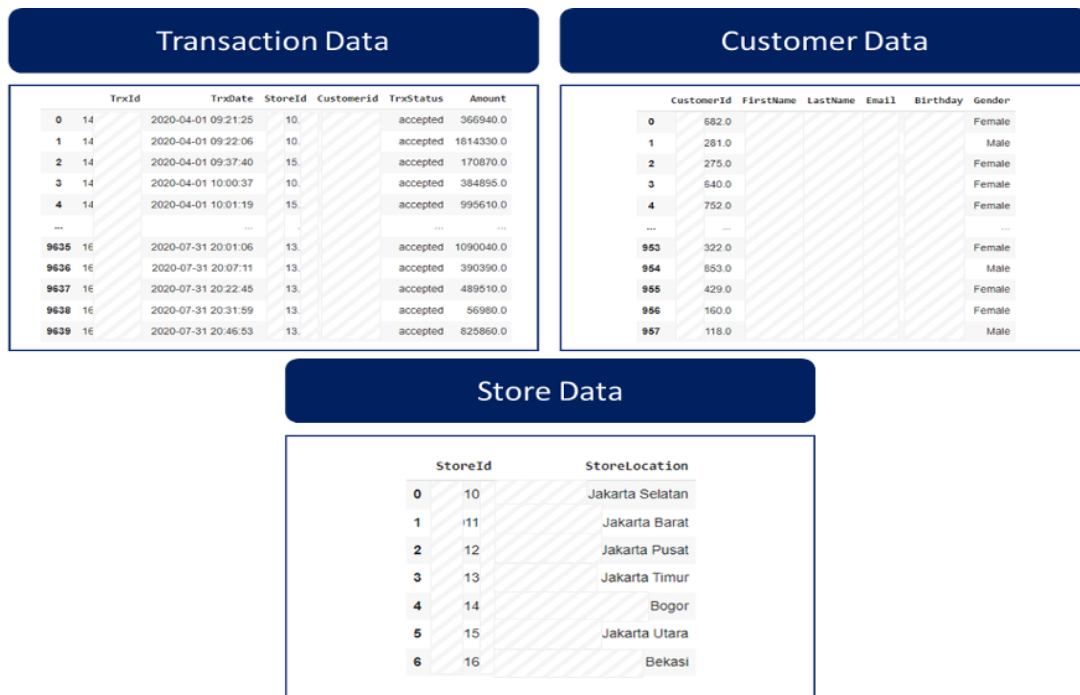 Transaction Data
TrxId TrxDate StoreId Customerid TrxStatus Amount
0 14 2020-04-01 09:21:25 10. accepted 366940.0
1 14 2020-04-01 09:22:06 10. accepted 1814330.0
2 14 2020-04-01 09:37:40 15. accepted 170870.0
3 14 2020-04-01 10:00:37 10. accepted 384895.0
4 14 2020-04-01 10:01:19 15. accepted 995610.0
... ... . ... ...
9635 16 2020-07-31 20:01:06 13. accepted 1090040.0
9636 16 2020-07-31 20:07:11 13. accepted 390390.0
9637 16 2020-07-31 20:22:45 13. accepted 489510.0
9638 16 2020-07-31 20:31:59 13. accepted 56980.0
9639 16 2020-07-31 20:46:53 13. accepted 825860.0
Customer Data
CustomerId FirstName LastName Email Birthday Gender
0 682.0 Female
1 281.0 Male
2 275.0 Female
3 640.0 Female
4 752.0 Female
... ... ...
953 322.0 Female
954 853.0 Male
955 429.0 Female
956 160.0 Female
957 118.0 Male
Store Data
StoreId StoreLocation
0 10 Jakarta Selatan
1 11 Jakarta Barat
2 12 Jakarta Pusat
3 13 Jakarta Timur
4 14 Bogor
5 15 Jakarta Utara
6 16 Bekasi